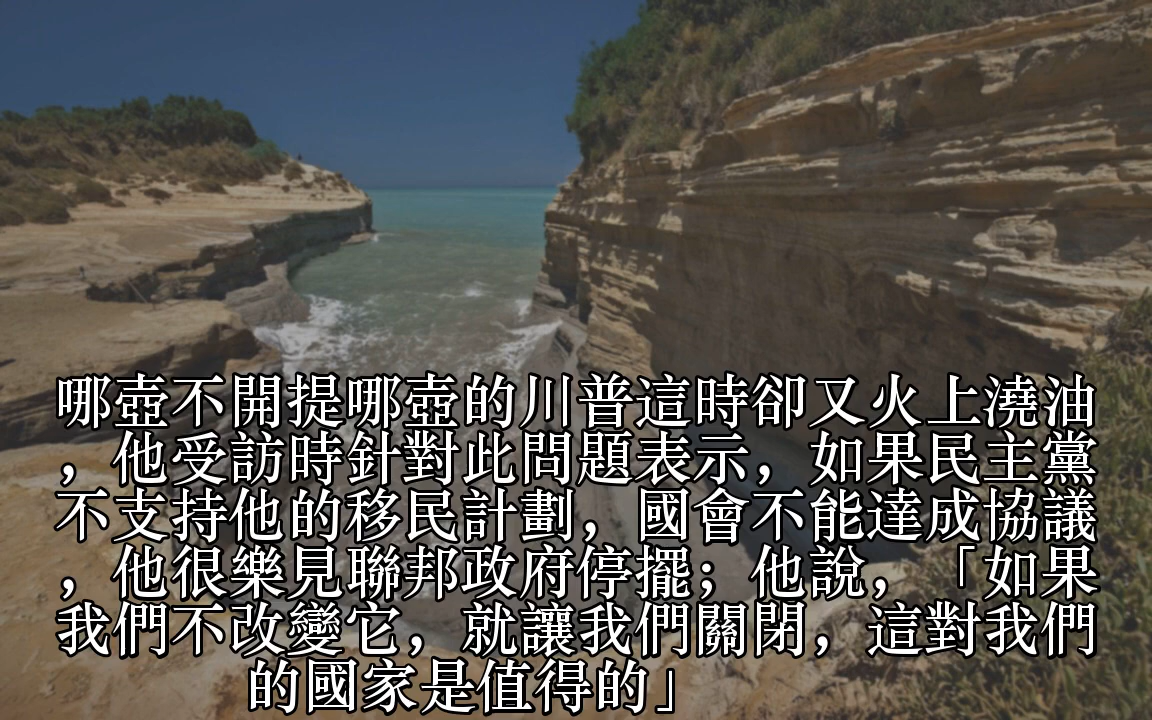 哪壺不開提哪壺的川普這時卻又火上澆油
，他受訪時針對此問題表示，如果民主黨
不支持他的移民計劃，國會不能達成協議
，他很樂見聯邦政府停擺；他說，「如果
我們不改變它，就讓我們關閉，這對我們
的國家是值得的」